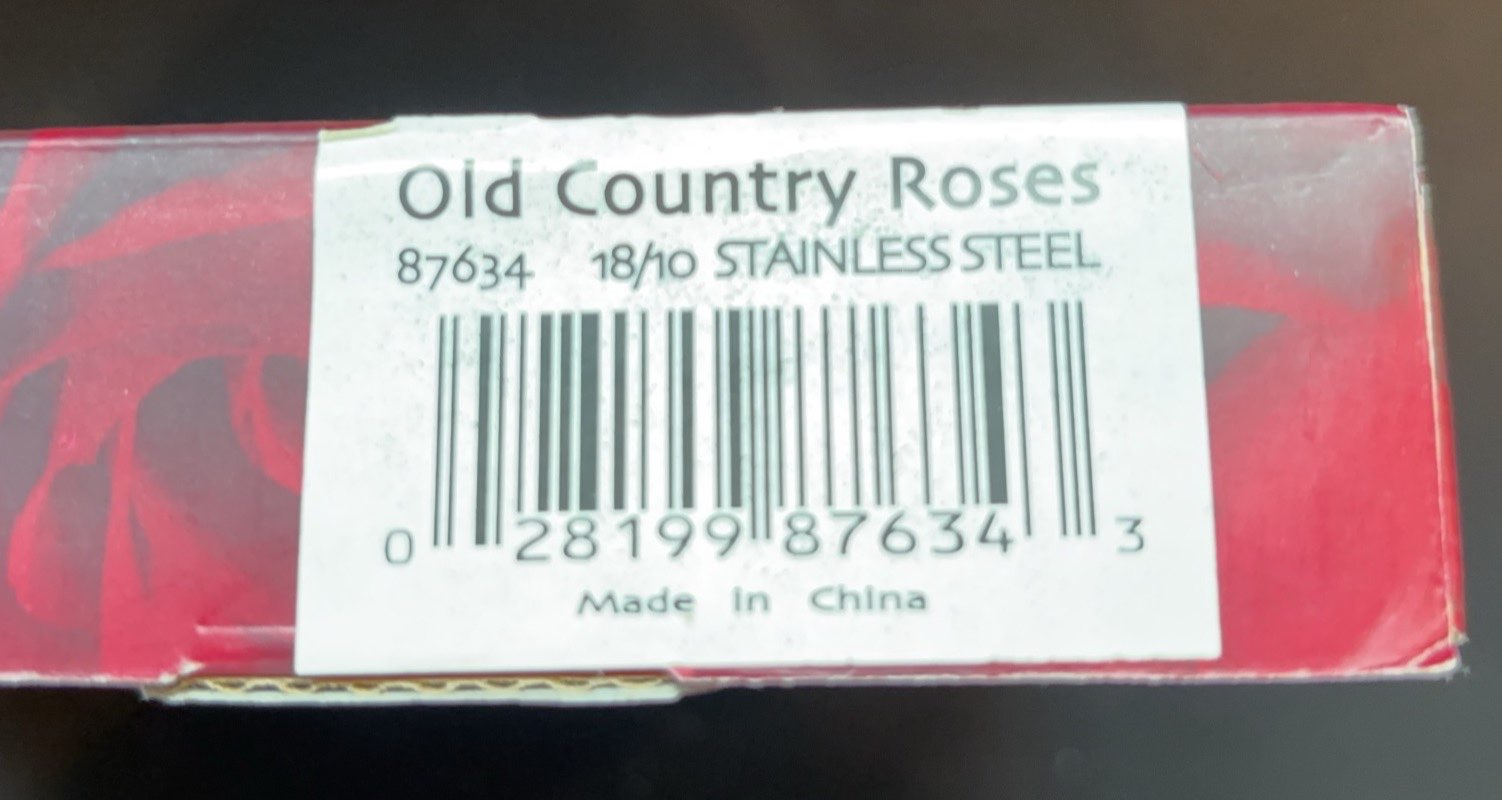 Old Country Roses
87634 18/10 STAINLESS STEEL
0 28199 87634 3
Made in China